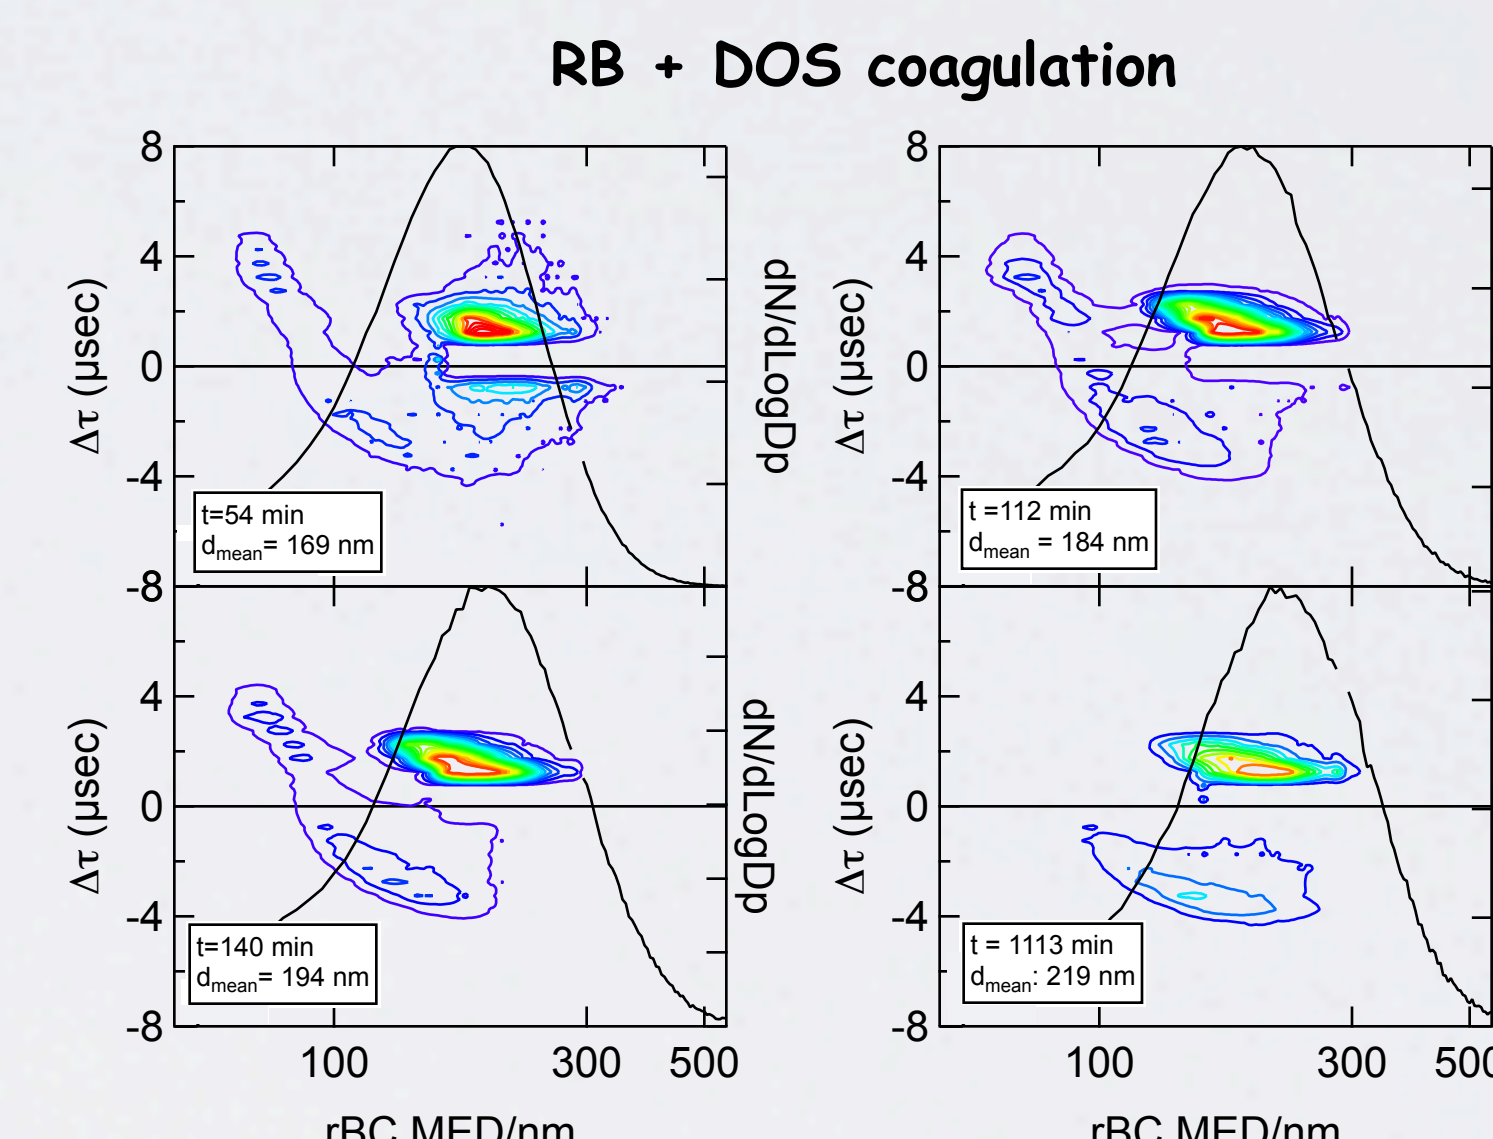 RB + DOS coagulation
8
4
0
-4
-8
Δτ (μsec)
t=54 min
dmean= 169 nm
dN/dLogDp
8
4
0
-4
-8
Δτ (μsec)
t =112 min
dmean = 184 nm
4
0
-4
-8
Δτ (μsec)
t=140 min
dmean= 194 nm
dN/dLogDp
100
300
500
rBC MED/nm
4
0
-4
-8
Δτ (μsec)
t = 1113 min
dmean: 219 nm
100
300
500
rBC MED/nm